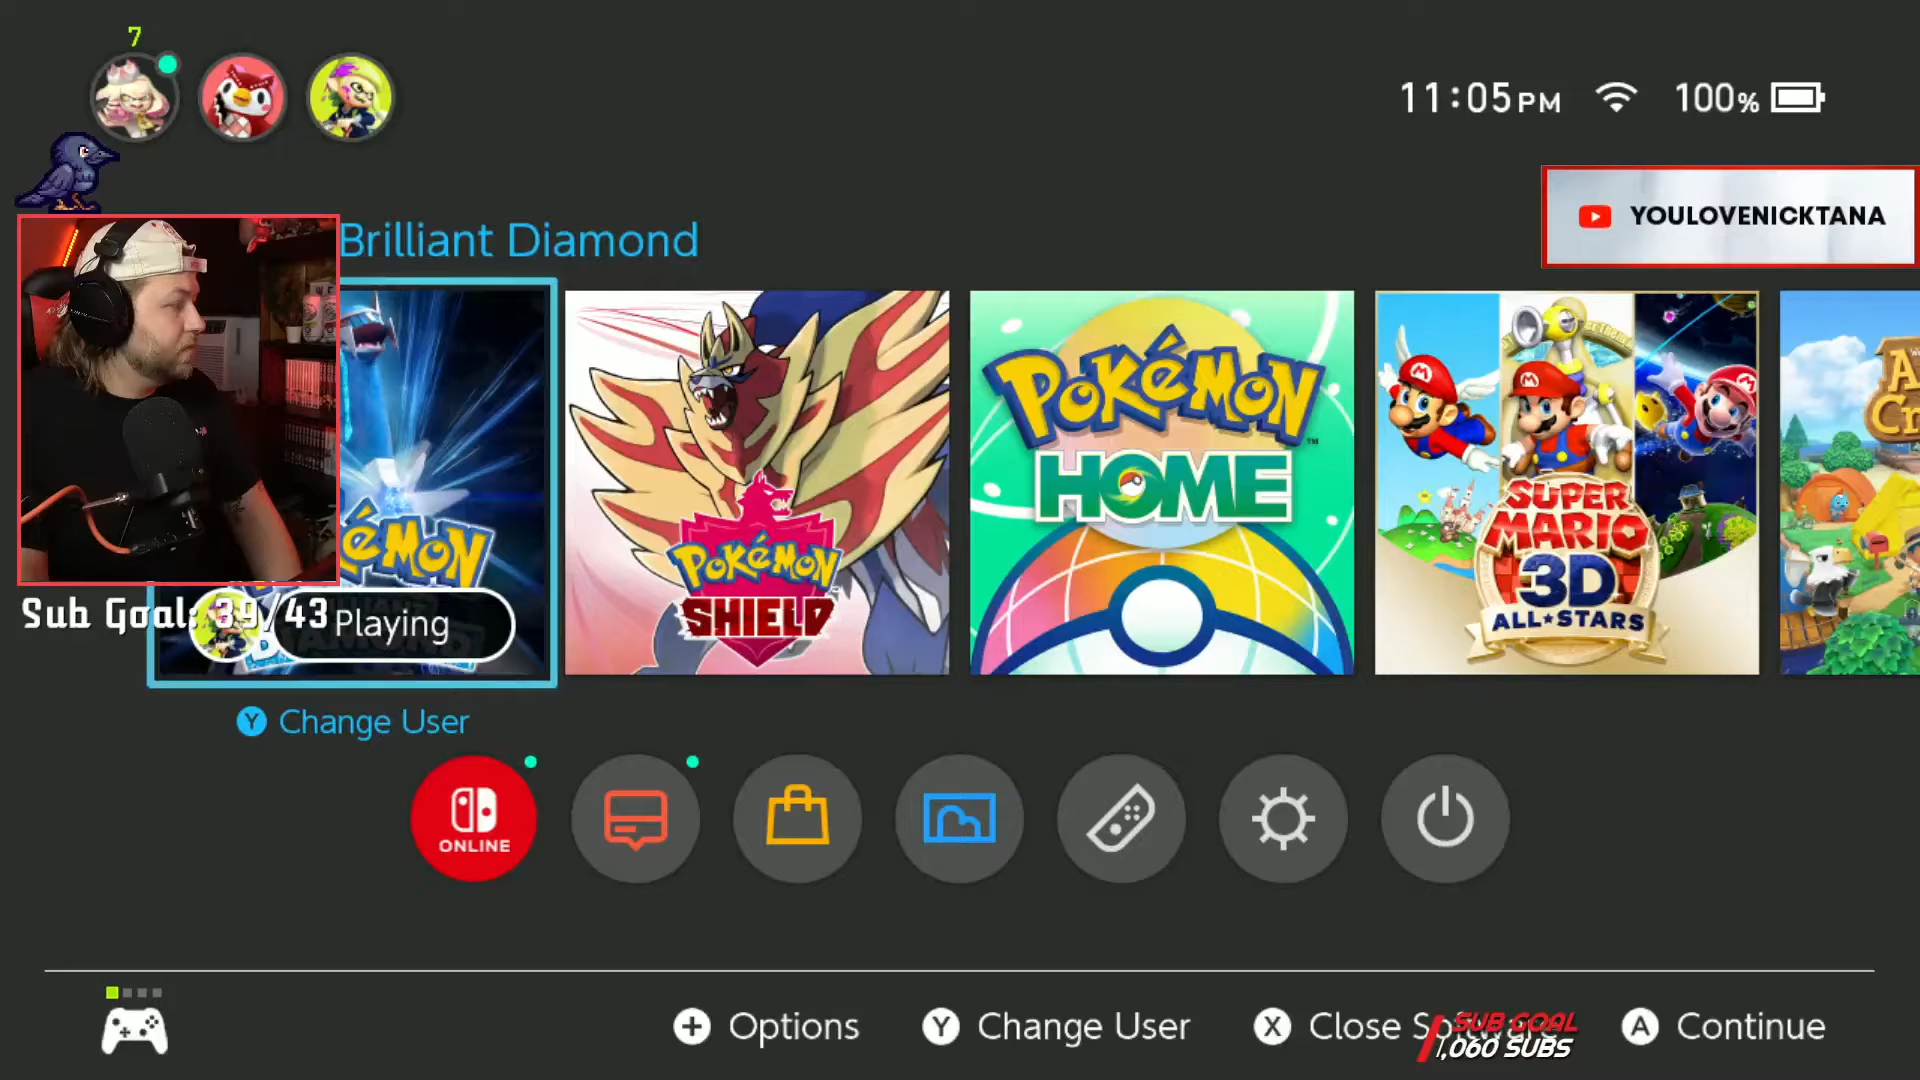 7
11:05 PM 100%
YOULOVENICKTANA
Brilliant Diamond
POKéMON SHIELD
POKéMON HOME
SUPER MARIO 3D ALL★STARS
Sub Goal: 39/43
Playing
Y Change User
ONLINE
+ Options
Y Change User
X Close Software
SUB GOAL
1,060 SUBS
A Continue